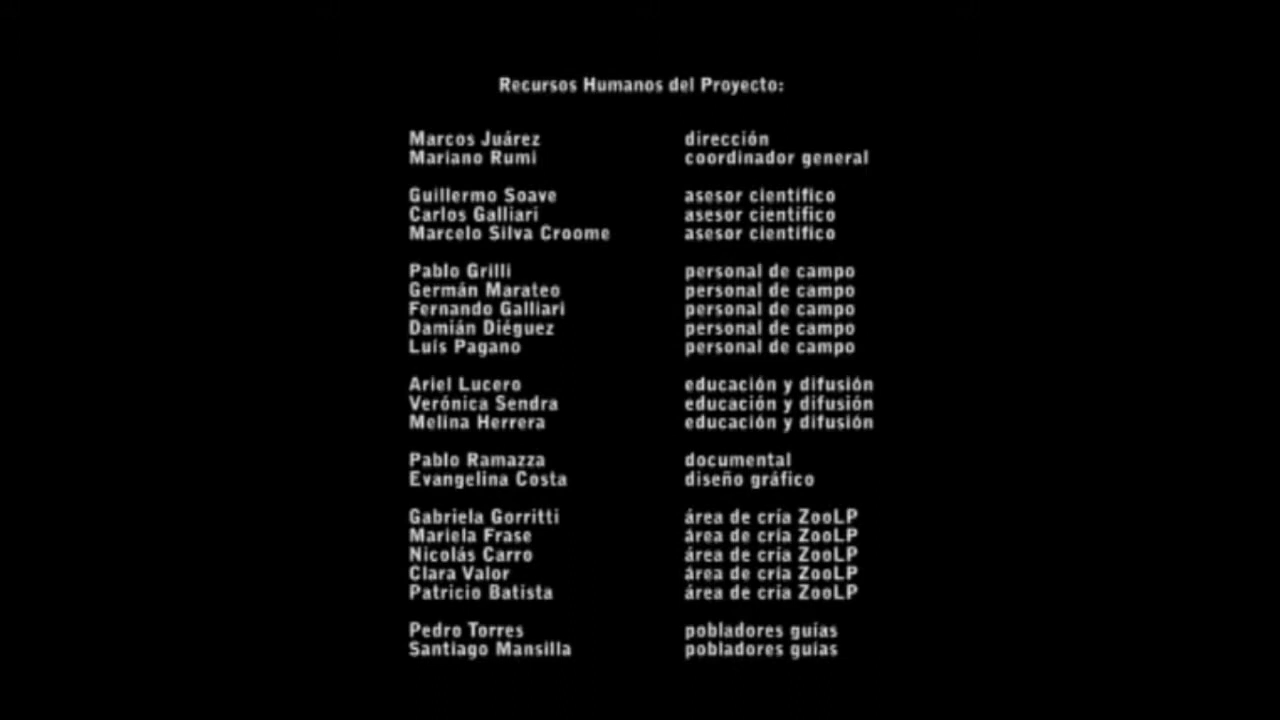 Recursos Humanos del Proyecto:
Marcos Juárez dirección
Mariano Rumi coordinador general
Guillermo Soave asesor científico
Carlos Galliari asesor científico
Marcelo Silva Croome asesor científico
Pablo Grilli personal de campo
Germán Marateo personal de campo
Fernando Galliari personal de campo
Damián Diéguez personal de campo
Luís Pagano personal de campo
Ariel Lucero educación y difusión
Verónica Sendra educación y difusión
Melina Herrera educación y difusión
Pablo Ramazza documental
Evangelina Costa diseño gráfico
Gabriela Gorritti área de cría ZooLP
Mariela Frase área de cría ZooLP
Nicolás Carro área de cría ZooLP
Clara Valor área de cría ZooLP
Patricio Batista área de cría ZooLP
Pedro Torres pobladores guías
Santiago Mansilla pobladores guías